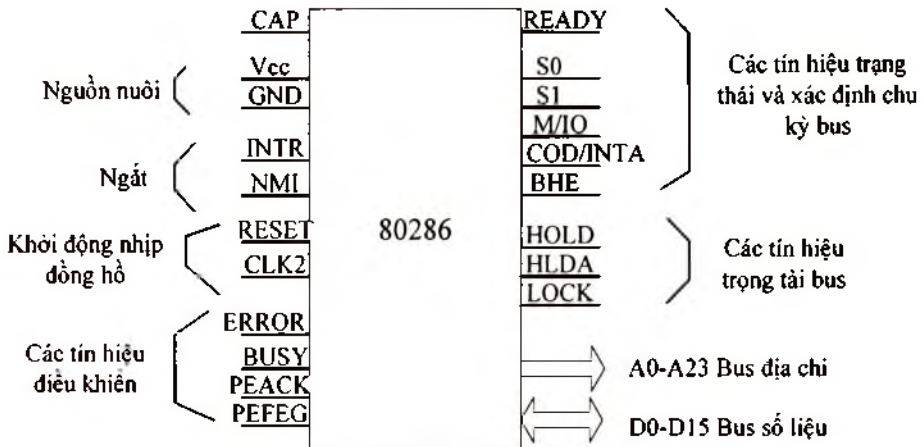 CAP
READY
Nguồn nuôi
Vcc
GND
S0
S1
M/IO
COD/INTA
BHE
Các tín hiệu trạng
thái và xác định chu
kỳ bus
Ngắt
INTR
NMI
80286
Khởi động nhịp
đồng hồ
RESET
CLK2
HOLD
HLDA
LOCK
Các tín hiệu
trọng tài bus
Các tín hiệu
điều khiển
ERROR
BUSY
PEACK
PEFEG
A0-A23 Bus địa chỉ
D0-D15 Bus số liệu